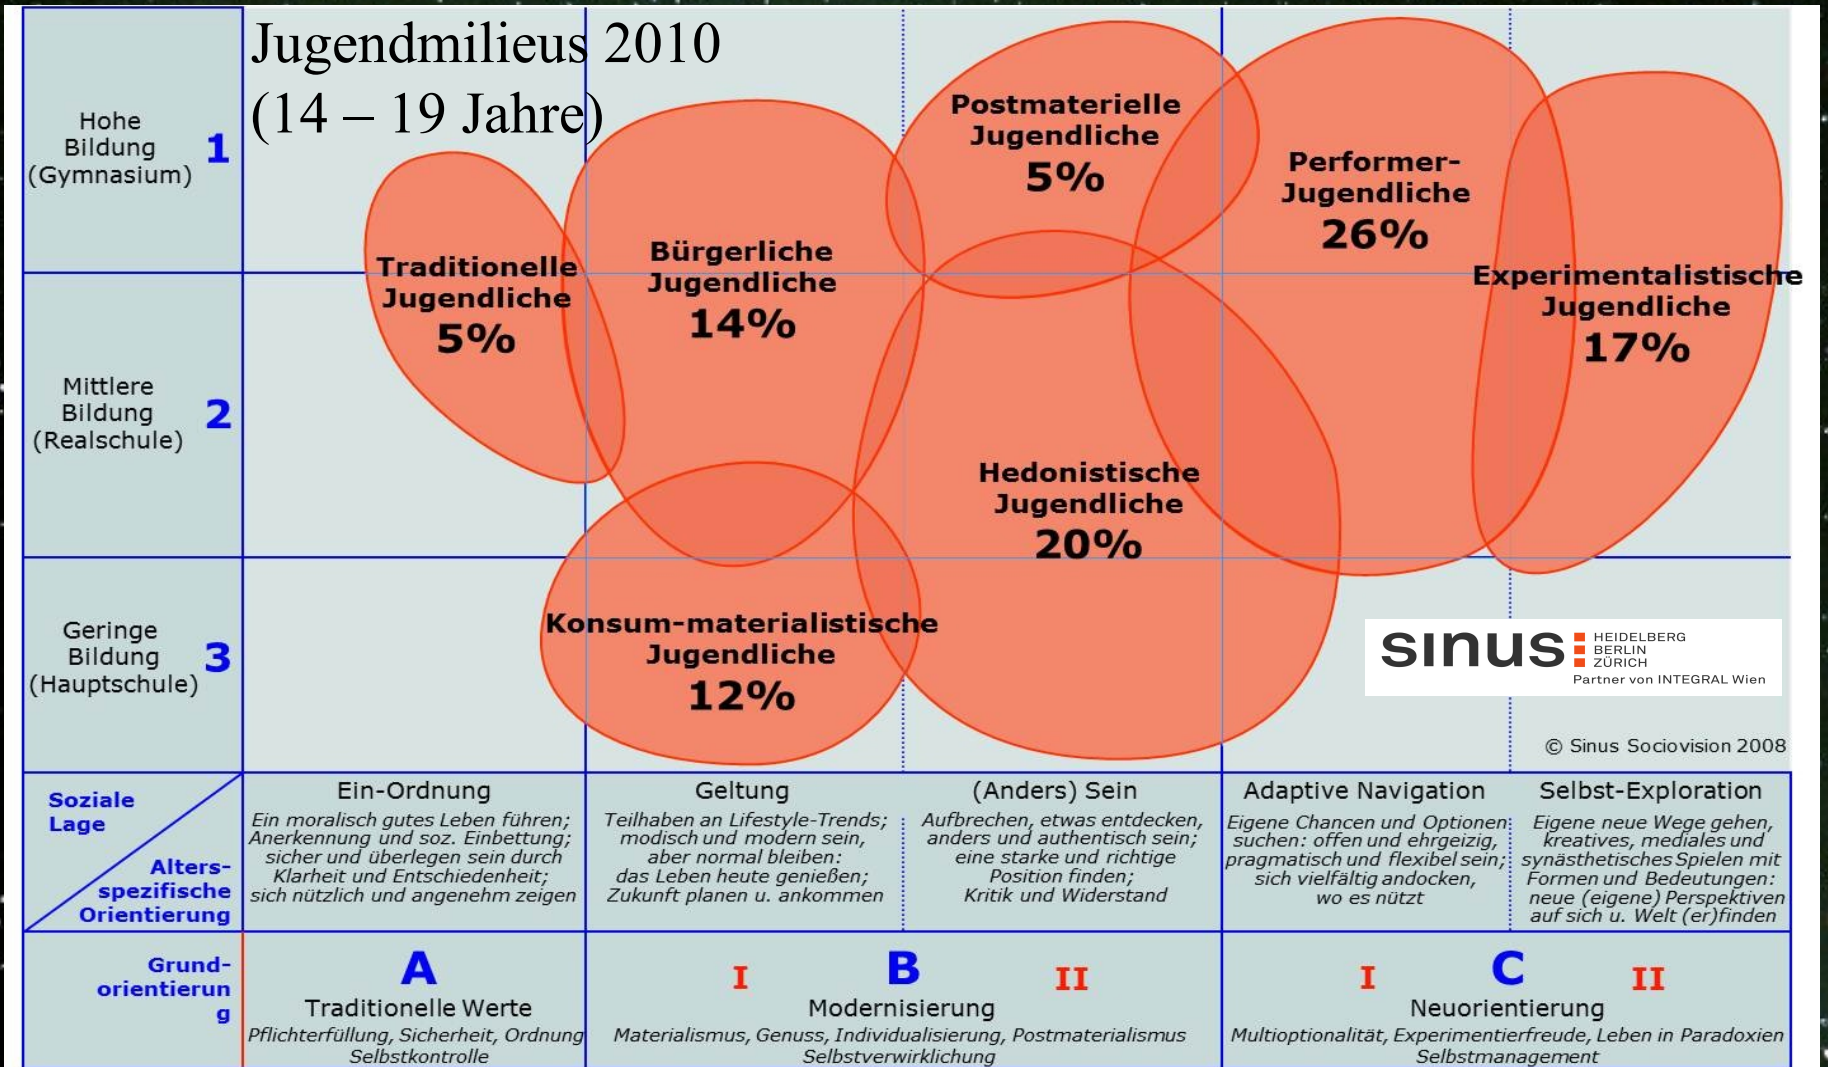 Jugendmilieus 2010
(14 – 19 Jahre)
Hohe
Bildung
(Gymnasium)
1
Mittlere
Bildung
(Realschule)
2
Geringe
Bildung
(Hauptschule)
3
Traditionelle
Jugendliche
5%
Bürgerliche
Jugendliche
14%
Postmaterielle
Jugendliche
5%
Performer-
Jugendliche
26%
Experimentalistische
Jugendliche
17%
Hedonistische
Jugendliche
20%
Konsum-materialistische
Jugendliche
12%
sinus
HEIDELBERG
BERLIN
ZÜRICH
Partner von INTEGRAL Wien
© Sinus Sociovision 2008
Soziale
Lage
Alters-
spezifische
Orientierung
Ein-Ordnung
Ein moralisch gutes Leben führen;
Anerkennung und soz. Einbettung;
sicher und überlegen sein durch
Klarheit und Entschiedenheit;
sich nützlich und angenehm zeigen
Geltung
Teilhaben an Lifestyle-Trends;
modisch und modern sein,
aber normal bleiben:
das Leben heute genießen;
Zukunft planen u. ankommen
(Anders) Sein
Aufbrechen, etwas entdecken,
anders und authentisch sein;
eine starke und richtige
Position finden;
Kritik und Widerstand
Adaptive Navigation
Eigene Chancen und Optionen
suchen: offen und ehrgeizig,
pragmatisch und flexibel sein;
sich vielfältig andocken,
wo es nützt
Selbst-Exploration
Eigene neue Wege gehen,
kreatives, mediales und
synästhetisches Spielen mit
Formen und Bedeutungen:
neue (eigene) Perspektiven
auf sich u. Welt (er)finden
Grund-
orientierun
g
A
Traditionelle Werte
Pflichterfüllung, Sicherheit, Ordnung
Selbstkontrolle
I B II
Modernisierung
Materialismus, Genuss, Individualisierung, Postmaterialismus
Selbstverwirklichung
I C II
Neuorientierung
Multioptionalität, Experimentierfreude, Leben in Paradoxien
Selbstmanagement